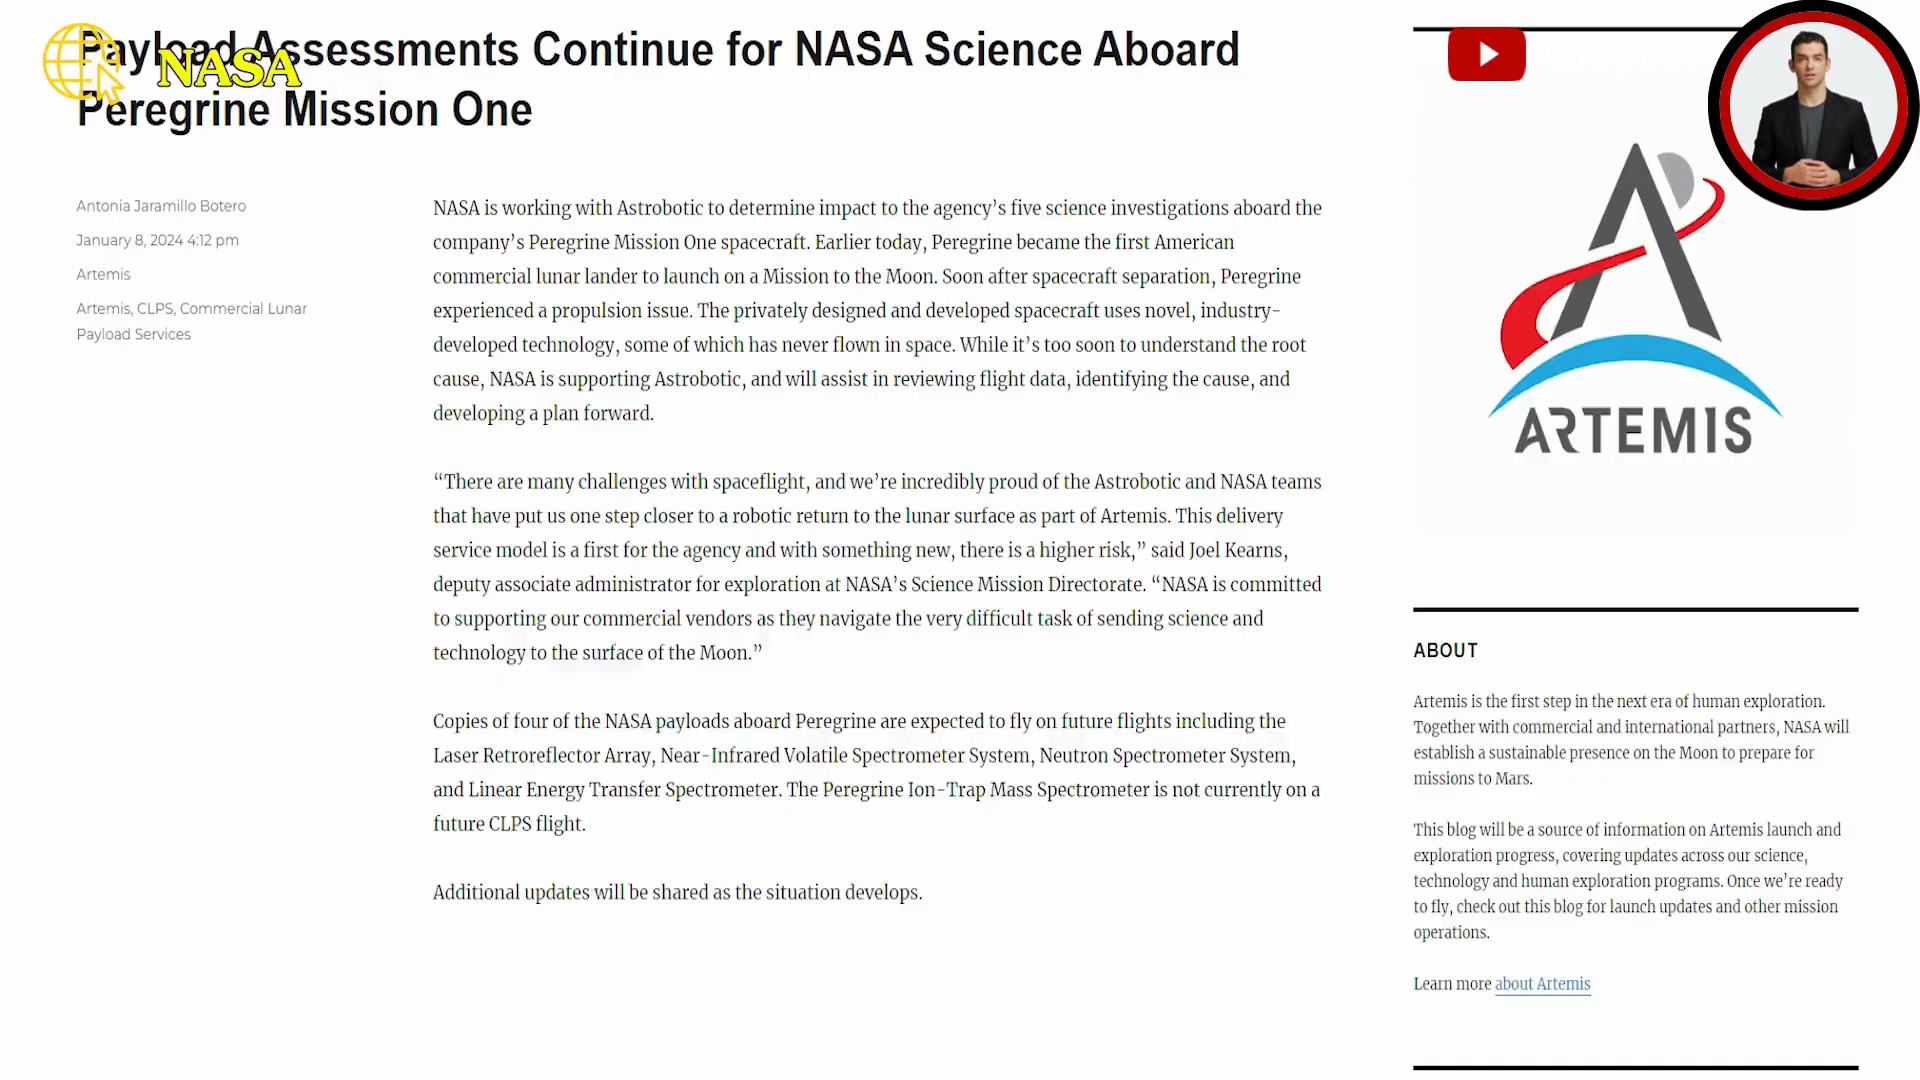 Payload Assessments Continue for NASA Science Aboard
Peregrine Mission One
NASA
Antonia Jaramillo Botero
January 8, 2024 4:12 pm
Artemis
Artemis, CLPS, Commercial Lunar
Payload Services
NASA is working with Astrobotic to determine impact to the agency’s five science investigations aboard the
company’s Peregrine Mission One spacecraft. Earlier today, Peregrine became the first American
commercial lunar lander to launch on a Mission to the Moon. Soon after spacecraft separation, Peregrine
experienced a propulsion issue. The privately designed and developed spacecraft uses novel, industry-
developed technology, some of which has never flown in space. While it’s too soon to understand the root
cause, NASA is supporting Astrobotic, and will assist in reviewing flight data, identifying the cause, and
developing a plan forward.
“There are many challenges with spaceflight, and we’re incredibly proud of the Astrobotic and NASA teams
that have put us one step closer to a robotic return to the lunar surface as part of Artemis. This delivery
service model is a first for the agency and with something new, there is a higher risk,” said Joel Kearns,
deputy associate administrator for exploration at NASA’s Science Mission Directorate. “NASA is committed
to supporting our commercial vendors as they navigate the very difficult task of sending science and
technology to the surface of the Moon.”
Copies of four of the NASA payloads aboard Peregrine are expected to fly on future flights including the
Laser Retroreflector Array, Near-Infrared Volatile Spectrometer System, Neutron Spectrometer System,
and Linear Energy Transfer Spectrometer. The Peregrine Ion-Trap Mass Spectrometer is not currently on a
future CLPS flight.
Additional updates will be shared as the situation develops.
ARTEMIS
ABOUT
Artemis is the first step in the next era of human exploration.
Together with commercial and international partners, NASA will
establish a sustainable presence on the Moon to prepare for
missions to Mars.
This blog will be a source of information on Artemis launch and
exploration progress, covering updates across our science,
technology and human exploration programs. Once we’re ready
to fly, check out this blog for launch updates and other mission
operations.
Learn more about Artemis